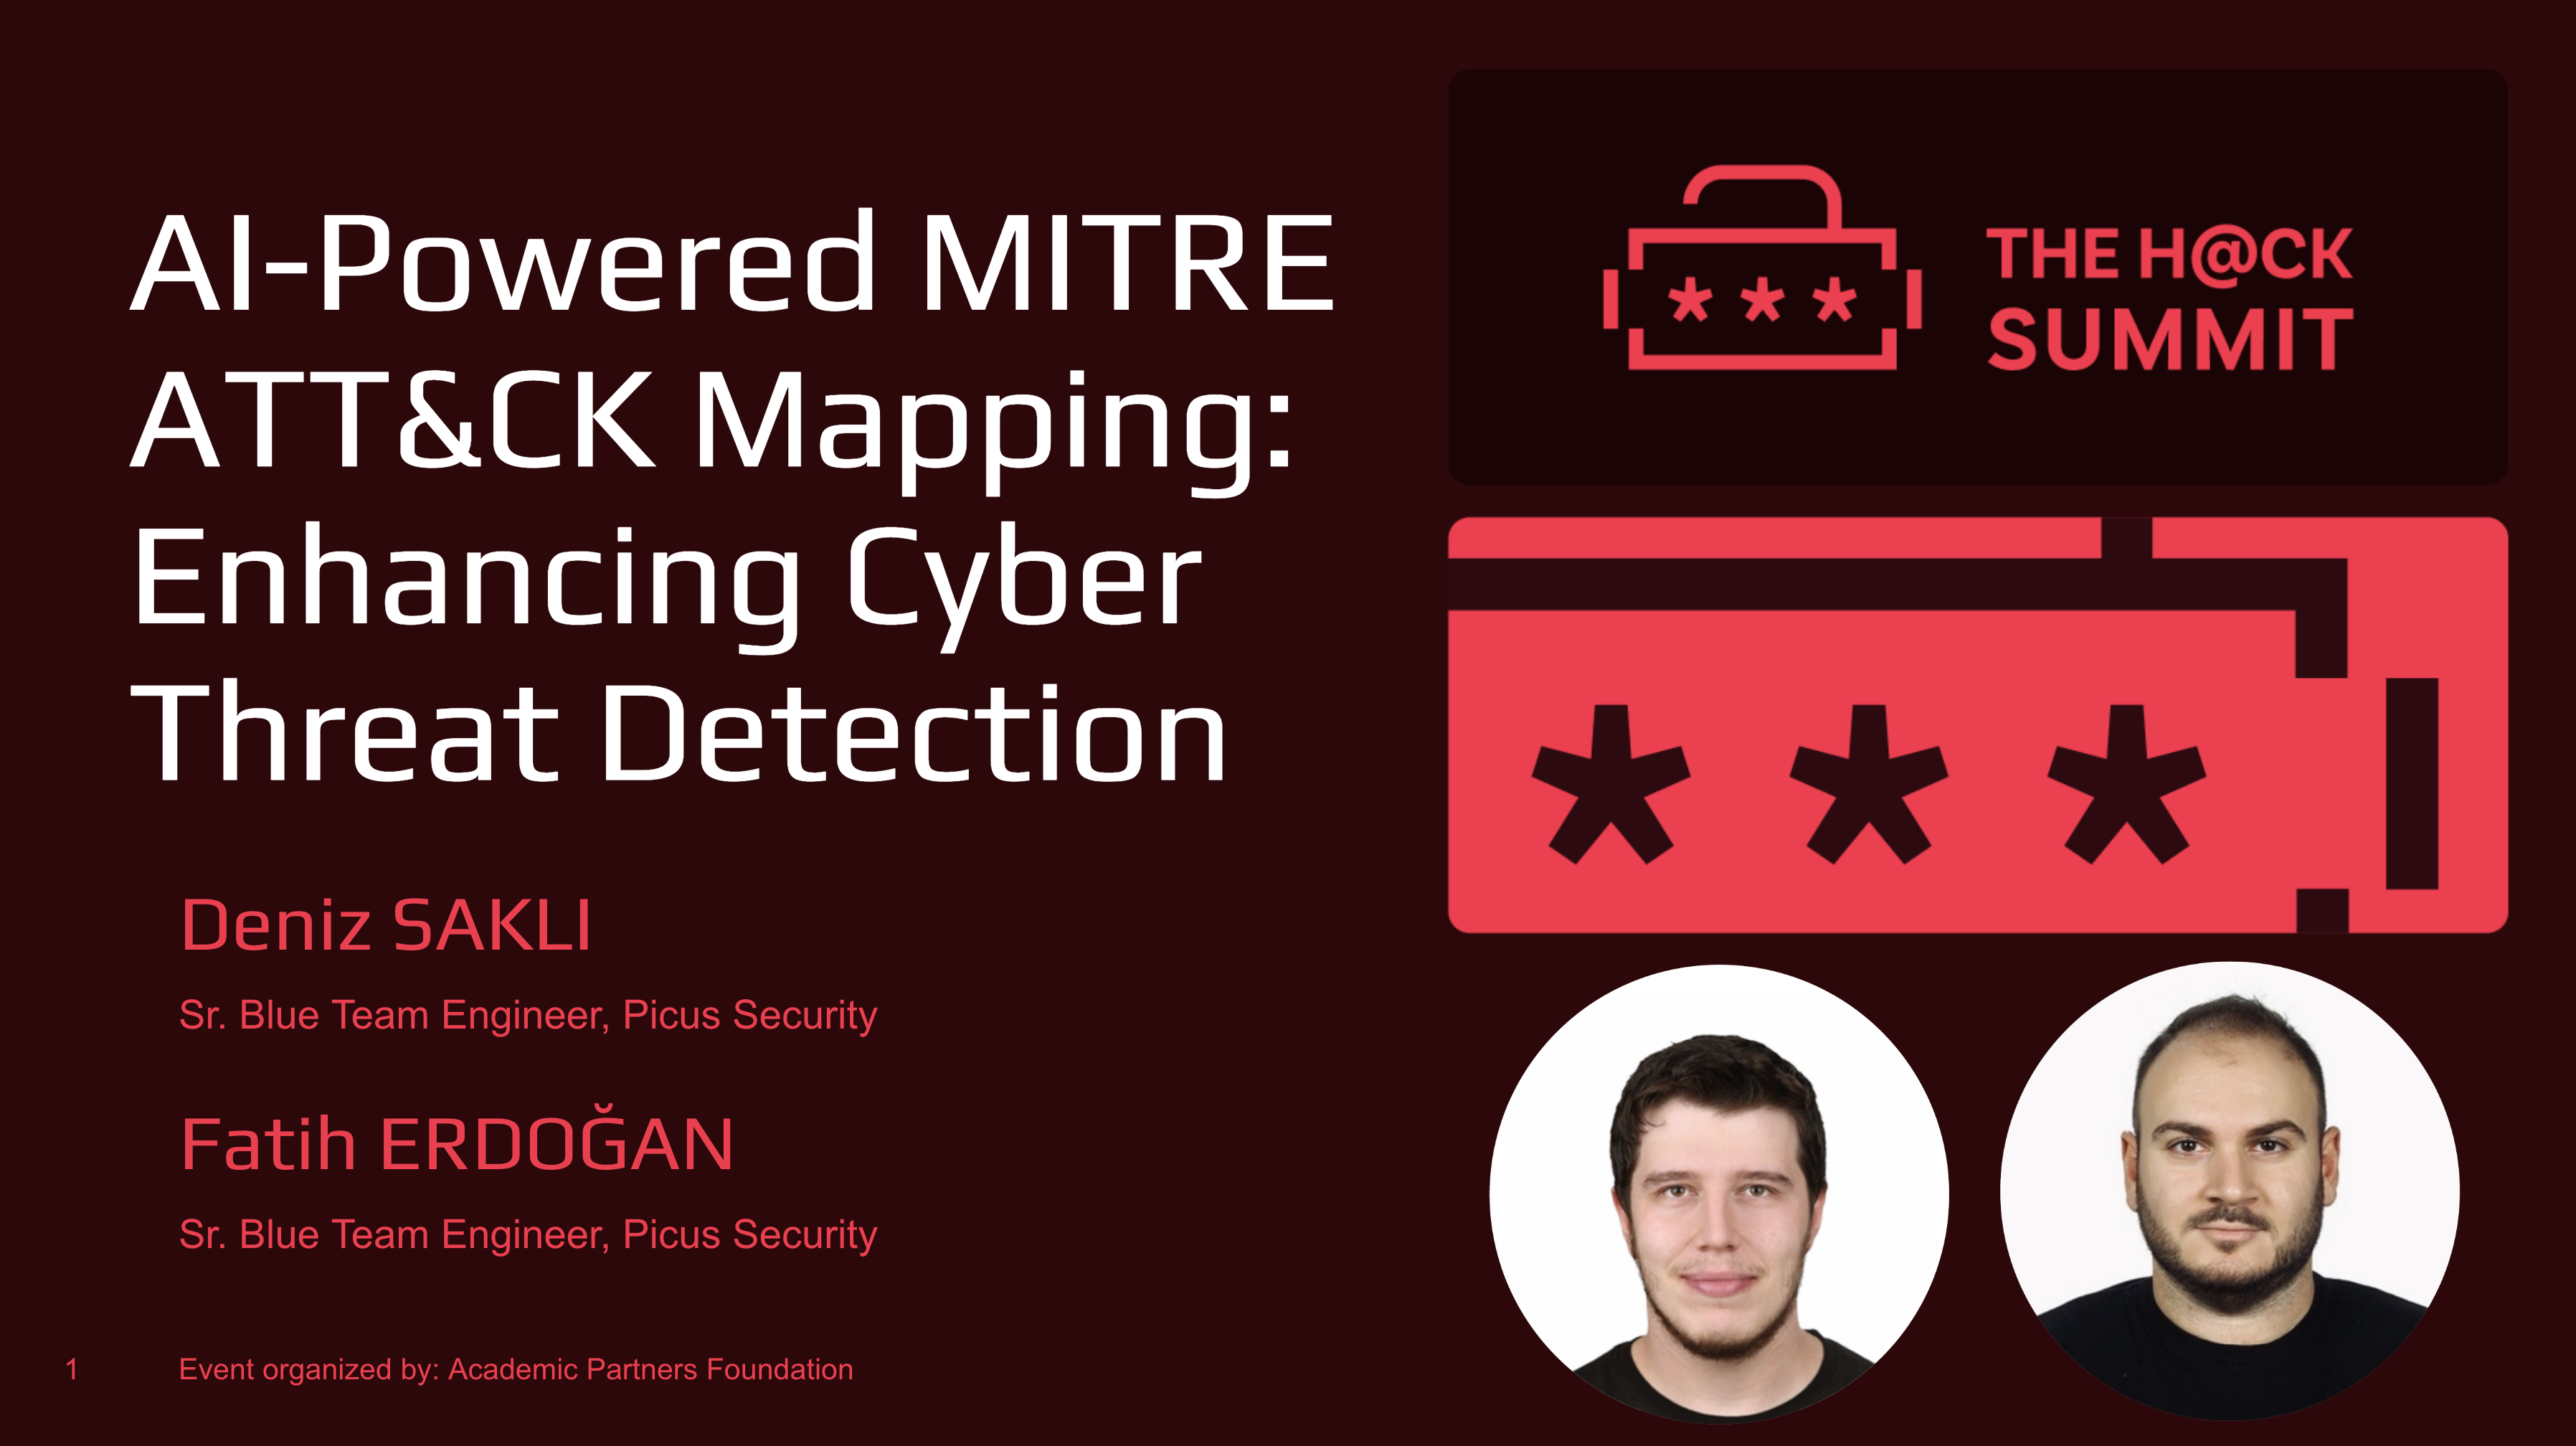 AI-Powered MITRE
ATT&CK Mapping:
Enhancing Cyber
Threat Detection
THE H@CK
SUMMIT
***
Deniz SAKLI
Sr. Blue Team Engineer, Picus Security
Fatih ERDOĞAN
Sr. Blue Team Engineer, Picus Security
1
Event organized by: Academic Partners Foundation